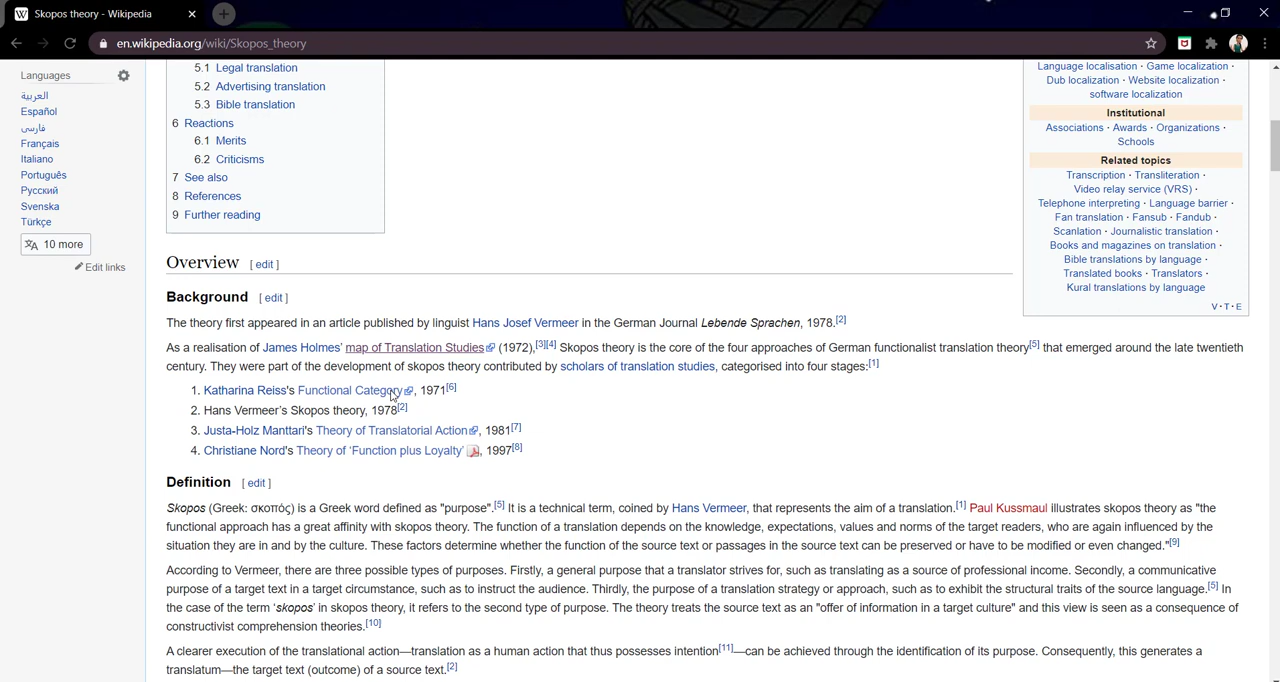 Skopos theory - Wikipedia
en.wikipedia.org/wiki/Skopos_theory
Languages
العربية
Español
فارسی
Français
Italiano
Português
Русский
Svenska
Türkçe
10 more
Edit links
5.1 Legal translation
5.2 Advertising translation
5.3 Bible translation
6 Reactions
6.1 Merits
6.2 Criticisms
7 See also
8 References
9 Further reading
Language localisation · Game localization ·
Dub localization · Website localization ·
software localization
Institutional
Associations · Awards · Organizations ·
Schools
Related topics
Transcription · Transliteration ·
Video relay service (VRS) ·
Telephone interpreting · Language barrier ·
Fan translation · Fansub · Fandub ·
Scanlation · Journalistic translation ·
Books and magazines on translation ·
Bible translations by language ·
Translated books · Translators ·
Kural translations by language
V · T · E
Overview [ edit ]
Background [ edit ]
The theory first appeared in an article published by linguist Hans Josef Vermeer in the German Journal Lebende Sprachen, 1978.[2]
As a realisation of James Holmes' map of Translation Studies (1972),[3][4] Skopos theory is the core of the four approaches of German functionalist translation theory[5] that emerged around the late twentieth
century. They were part of the development of skopos theory contributed by scholars of translation studies, categorised into four stages:[1]
1. Katharina Reiss's Functional Category, 1971[6]
2. Hans Vermeer's Skopos theory, 1978[2]
3. Justa-Holz Manttari's Theory of Translatorial Action, 1981[7]
4. Christiane Nord's Theory of 'Function plus Loyalty', 1997[8]
Definition [ edit ]
Skopos (Greek: σκοπός) is a Greek word defined as "purpose".[5] It is a technical term, coined by Hans Vermeer, that represents the aim of a translation.[1] Paul Kussmaul illustrates skopos theory as "the
functional approach has a great affinity with skopos theory. The function of a translation depends on the knowledge, expectations, values and norms of the target readers, who are again influenced by the
situation they are in and by the culture. These factors determine whether the function of the source text or passages in the source text can be preserved or have to be modified or even changed."[9]
According to Vermeer, there are three possible types of purposes. Firstly, a general purpose that a translator strives for, such as translating as a source of professional income. Secondly, a communicative
purpose of a target text in a target circumstance, such as to instruct the audience. Thirdly, the purpose of a translation strategy or approach, such as to exhibit the structural traits of the source language.[5] In
the case of the term 'skopos' in skopos theory, it refers to the second type of purpose. The theory treats the source text as an "offer of information in a target culture" and this view is seen as a consequence of
constructivist comprehension theories.[10]
A clearer execution of the translational action—translation as a human action that thus possesses intention[11]—can be achieved through the identification of its purpose. Consequently, this generates a
translatum—the target text (outcome) of a source text.[2]